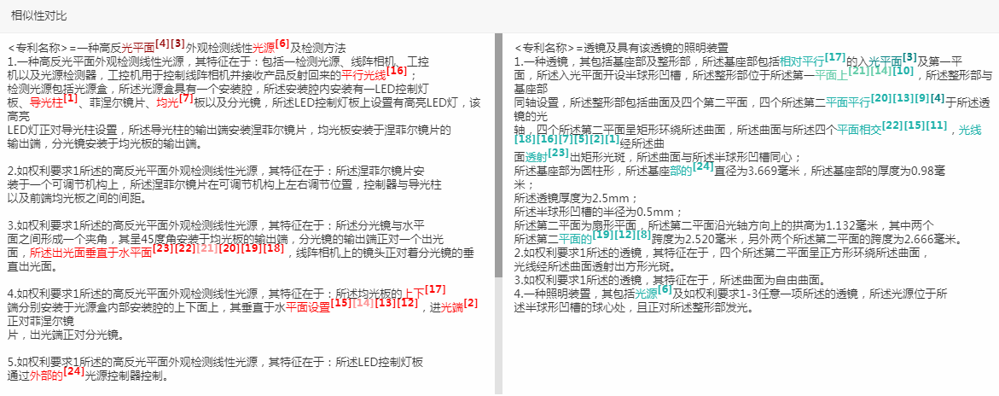 相似性对比
<专利名称>=一种高反光平面[4][3]外观检测线性光源[6]及检测方法
1.一种高反光平面外观检测线性光源，其特征在于：包括一检测光源、线阵相机、工控
机以及光源检测器，工控机用于控制线阵相机并接收产品反射回来的平行光线[16]；
检测光源包括光源盒，所述光源盒具有一个安装腔，所述安装腔内安装有一LED控制灯
板、导光柱[1]、菲涅尔镜片、均光[7]板以及分光镜，所述LED控制灯板上设置有高亮LED灯，该
高亮
LED灯正对导光柱设置，所述导光柱的输出端安装涅菲尔镜片，均光板安装于涅菲尔镜片的
输出端，分光镜安装于均光板的输出端。
2.如权利要求1所述的高反光平面外观检测线性光源，其特征在于：所述涅菲尔镜片安
装于一个可调节机构上，所述涅菲尔镜片在可调节机构上左右调节位置，控制器与导光柱
以及前端均光板之间的间距。
3.如权利要求1所述的高反光平面外观检测线性光源，其特征在于：所述分光镜与水平
面之间形成一个夹角，其呈45度角安装于均光板的输出端，分光镜的输出端正对一个出光
面，所述出光面垂直于水平面[23][22][21][20][19][18]，线阵相机上的镜头正对着分光镜的垂
直出光面。
4.如权利要求1所述的高反光平面外观检测线性光源，其特征在于：所述均光板的上下[17]
端分别安装于光源盒内部安装腔的上下面上，其垂直于水平面设置[15][14][13][12]，进光端[2]
正对菲涅尔镜
片，出光端正对分光镜。
5.如权利要求1所述的高反光平面外观检测线性光源，其特征在于：所述LED控制灯板
通过外部的[24]光源控制器控制。
<专利名称>=透镜及具有该透镜的照明装置
1.一种透镜，其包括基座部及整形部，所述基座部包括相对平行[17]的入光平面[3]及第一平
面，所述入光平面开设半球形凹槽，所述整形部位于所述第一平面上[21][14][10]，所述整形部与
基座部
同轴设置，所述整形部包括曲面及四个第二平面，四个所述第二平面平行[20][13][9][4]于所述透
镜的光
轴，四个所述第二平面呈矩形环绕所述曲面，所述曲面与所述四个平面相交[22][15][11]，光线
[18][16][7][5][2][1]经所述曲
面透射[23]出矩形光斑，所述曲面与所述半球形凹槽同心；
所述基座部为圆柱形，所述基座部的[24]直径为3.669毫米，所述基座部的厚度为0.98毫
米；
所述透镜厚度为2.5mm；
所述半球形凹槽的半径为0.5mm；
所述第二平面为扇形平面，所述第二平面沿光轴方向上的拱高为1.132毫米，其中两个
所述第二平面的[19][12][8]跨度为2.520毫米，另外两个所述第二平面的跨度为2.666毫米。
2.如权利要求1所述的透镜，其特征在于，四个所述第二平面呈正方形环绕所述曲面，
光线经所述曲面透射出方形光斑。
3.如权利要求1所述的透镜，其特征在于，所述曲面为自由曲面。
4.一种照明装置，其包括光源[6]及如权利要求1-3任意一项所述的透镜，所述光源位于所
述半球形凹槽的球心处，且正对所述整形部发光。